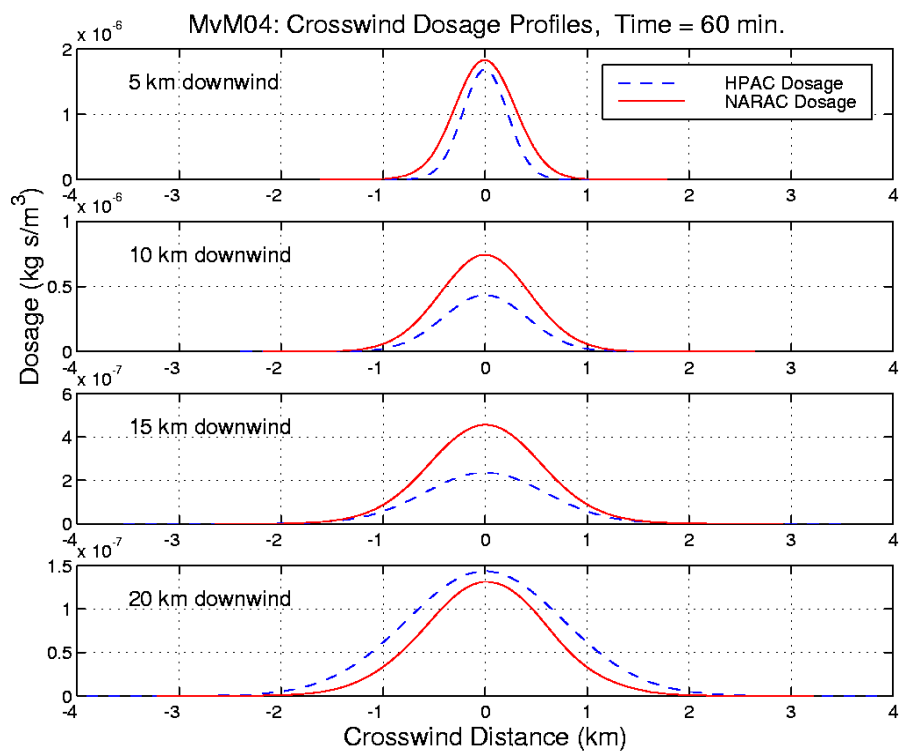 MvM04: Crosswind Dosage Profiles, Time = 60 min.
x 10^-6
5 km downwind
HPAC Dosage
NARAC Dosage
2
1
0
-4 -3 -2 -1 0 1 2 3 4
x 10^-6
10 km downwind
1
0.5
0
-4 -3 -2 -1 0 1 2 3 4
x 10^-7
15 km downwind
6
4
2
0
-4 -3 -2 -1 0 1 2 3 4
x 10^-7
20 km downwind
1.5
1
0.5
0
-4 -3 -2 -1 0 1 2 3 4
Dosage (kg s/m³)
Crosswind Distance (km)